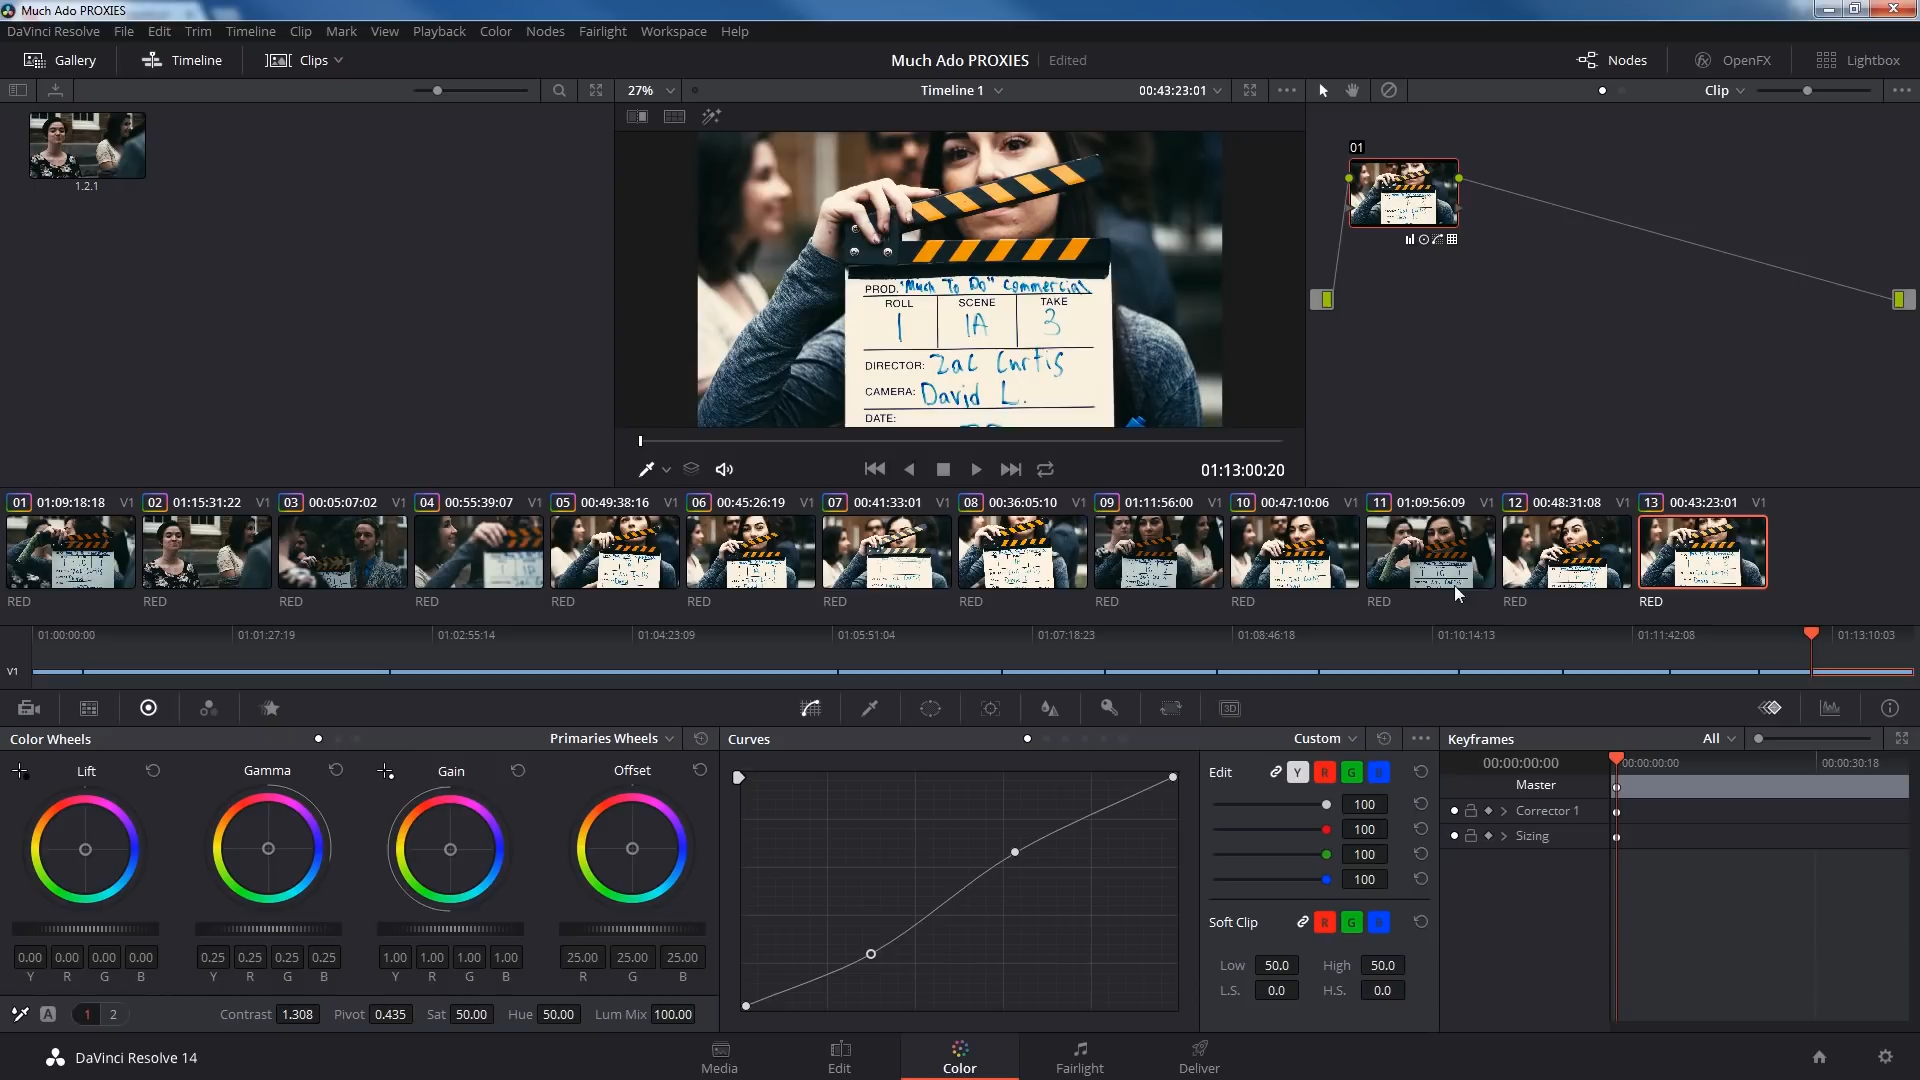 Much Ado PROXIES
DaVinci Resolve File Edit Trim Timeline Clip Mark View Playback Color Nodes Fairlight Workspace Help
Gallery Timeline Clips Much Ado PROXIES Edited Nodes OpenFX Lightbox
27% Timeline 1 00:43:23:01 Clip
1.2.1
01
PROD. "Much To Do" Commercial
ROLL SCENE TAKE
1 1A 3
DIRECTOR: Zac Curtis
CAMERA: David L.
DATE:
01:13:00:20
01 01:09:18:18 V1 02 01:15:31:22 V1 03 00:05:07:02 V1 04 00:55:39:07 V1 05 00:49:38:16 V1 06 00:45:26:19 V1 07 00:41:33:01 V1 08 00:36:05:10 V1 09 01:11:56:00 V1 10 00:47:10:06 V1 11 01:09:56:09 V1 12 00:48:31:08 V1 13 00:43:23:01 V1
RED RED RED RED RED RED RED RED RED RED RED RED RED
01:00:00:00 01:01:27:19 01:02:55:14 01:04:23:09 01:05:51:04 01:07:18:23 01:08:46:18 01:10:14:13 01:11:42:08 01:13:10:03
V1
3D
Color Wheels Primaries Wheels Curves Custom Keyframes All
Lift Gamma Gain Offset
0.00 0.00 0.00 0.00 0.25 0.25 0.25 0.25 1.00 1.00 1.00 1.00 25.00 25.00 25.00
Y R G B Y R G B Y R G B R G B
A 1 2 Contrast 1.308 Pivot 0.435 Sat 50.00 Hue 50.00 Lum Mix 100.00
Edit Y R G B
100
100
100
100
Soft Clip R G B
Low 50.0 High 50.0
L.S. 0.0 H.S. 0.0
00:00:00:00 00:00:00:00 00:00:30:18
Master
Corrector 1
Sizing
DaVinci Resolve 14 Media Edit Color Fairlight Deliver